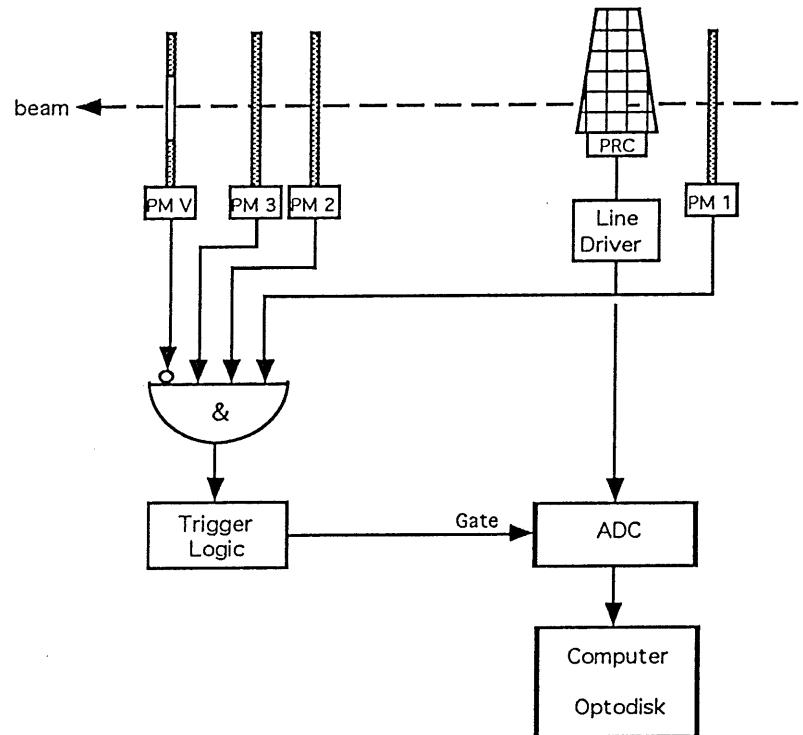 beam
PRC
PM V
PM 3
PM 2
PM 1
Line
Driver
&
Trigger
Logic
Gate
ADC
Computer
Optodisk